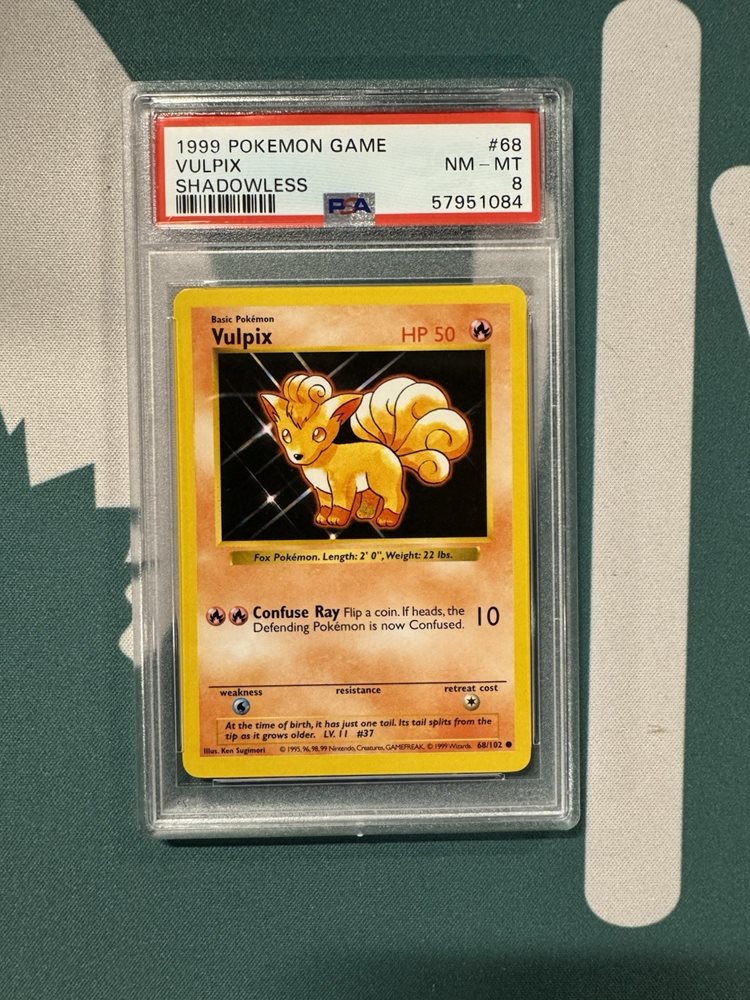 1999 POKEMON GAME #68
VULPIX NM - MT
SHADOWLESS 8
PSA 57951084
Basic Pokémon
Vulpix HP 50
Fox Pokémon. Length: 2' 0", Weight: 22 lbs.
Confuse Ray Flip a coin. If heads, the
Defending Pokémon is now Confused. 10
weakness resistance retreat cost
At the time of birth, it has just one tail. Its tail splits from the
tip as it grows older. LV. 11 #37
Illus. Ken Sugimori © 1995, 96, 98, 99 Nintendo, Creatures, GAMEFREAK. © 1999 Wizards. 68/102